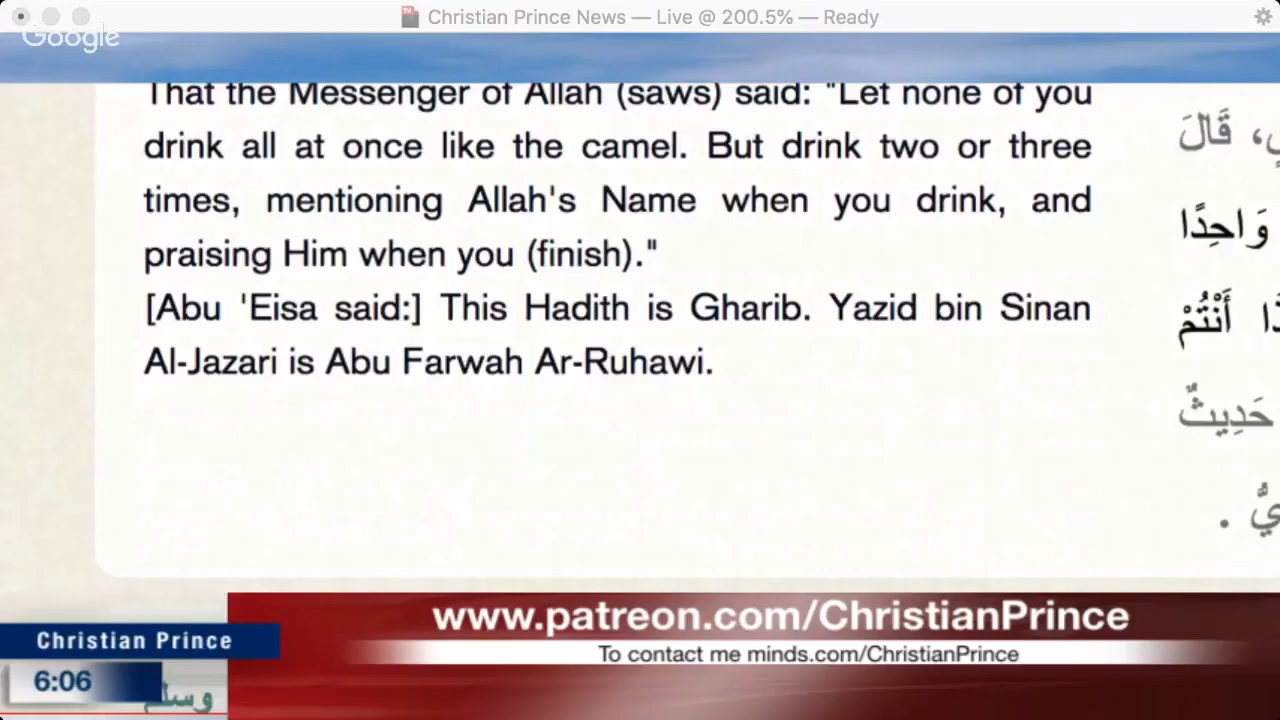 Christian Prince News — Live @ 200.5% — Ready
Google
That the Messenger of Allah (saws) said: "Let none of you
drink all at once like the camel. But drink two or three
times, mentioning Allah's Name when you drink, and
praising Him when you (finish)."
[Abu 'Eisa said:] This Hadith is Gharib. Yazid bin Sinan
Al-Jazari is Abu Farwah Ar-Ruhawi.
، قَالَ
وَاحِدًا
أَنْتُمْ
حَدِيثٌ
.
www.patreon.com/ChristianPrince
To contact me minds.com/ChristianPrince
Christian Prince
6:06
وسلم